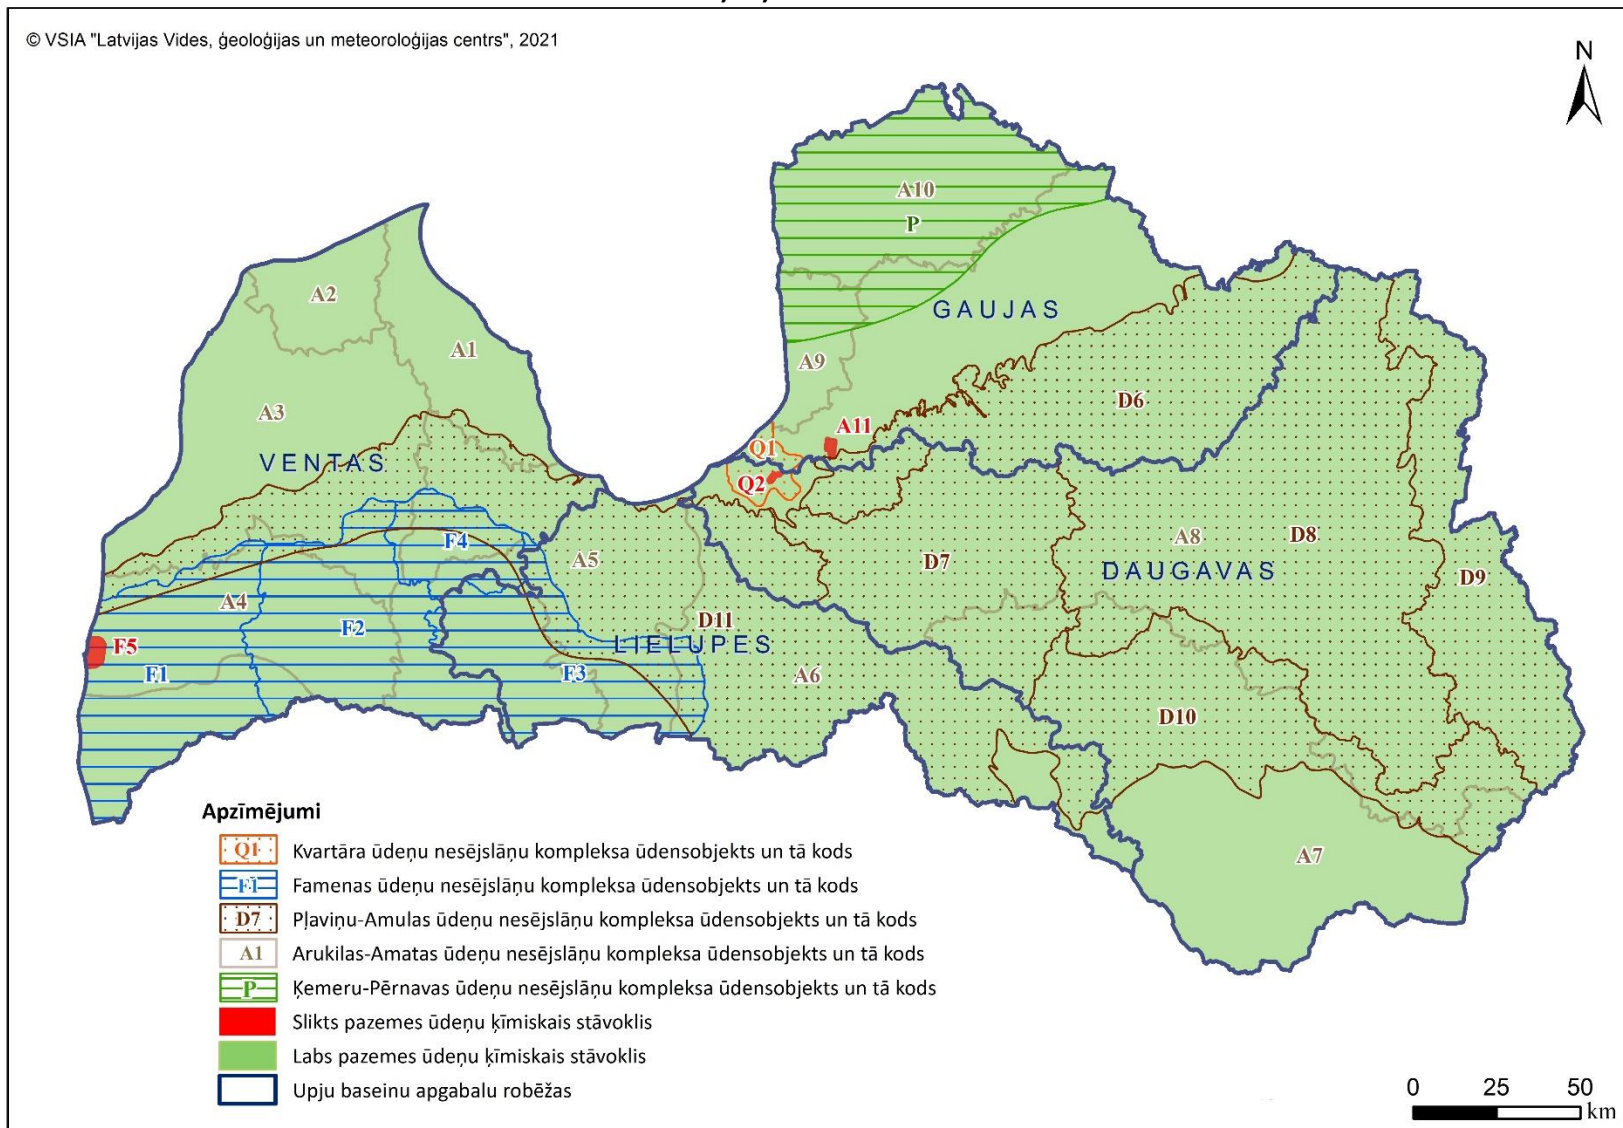 © VSIA "Latvijas Vides, ģeoloģijas un meteoroloģijas centrs", 2021
N
A10
P
A2
GAUJAS
A1
A9
A3
D6
A11
Q1
VENTAS
Q2
F4
A8
D8
A5
D7
DAUGAVAS
D9
A4
F2
D11
F5
LIELUPES
F1
F3
A6
D10
A7
Apzīmējumi
Q1 Kvartāra ūdeņu nesējslāņu kompleksa ūdensobjekts un tā kods
F1 Famenas ūdeņu nesējslāņu kompleksa ūdensobjekts un tā kods
D7 Pļaviņu-Amulas ūdeņu nesējslāņu kompleksa ūdensobjekts un tā kods
A1 Arukilas-Amatas ūdeņu nesējslāņu kompleksa ūdensobjekts un tā kods
P Ķemeru-Pērnavas ūdeņu nesējslāņu kompleksa ūdensobjekts un tā kods
Slikts pazemes ūdeņu ķīmiskais stāvoklis
Labs pazemes ūdeņu ķīmiskais stāvoklis
Upju baseinu apgabalu robēžas
0 25 50
km